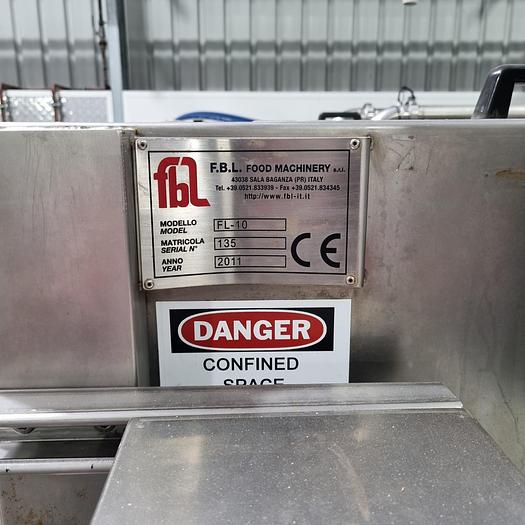 fbl
F.B.L. FOOD MACHINERY s.r.l.
43038 SALA BAGANZA (PR) ITALY
Tel. +39.0521.833939 - Fax +39.0521.834345
http://www.fbl-it.it
MODELLO
MODEL
FL-10
MATRICOLA
SERIAL N°
135
ANNO
YEAR
2011
CE
DANGER
CONFINED
SPACE